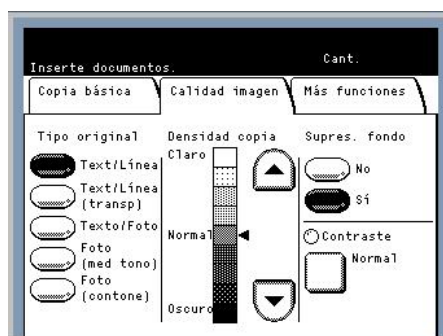 Cant.
Inserte documentos.
Copia básica
Calidad imagen
Más funciones
Tipo original
Text/Línea
Text/Línea
(transp)
Texto/Foto
Foto
(med tono)
Foto
(contone)
Densidad copia
Claro
Normal
Oscuro
Supres. fondo
No
Sí
Contraste
Normal